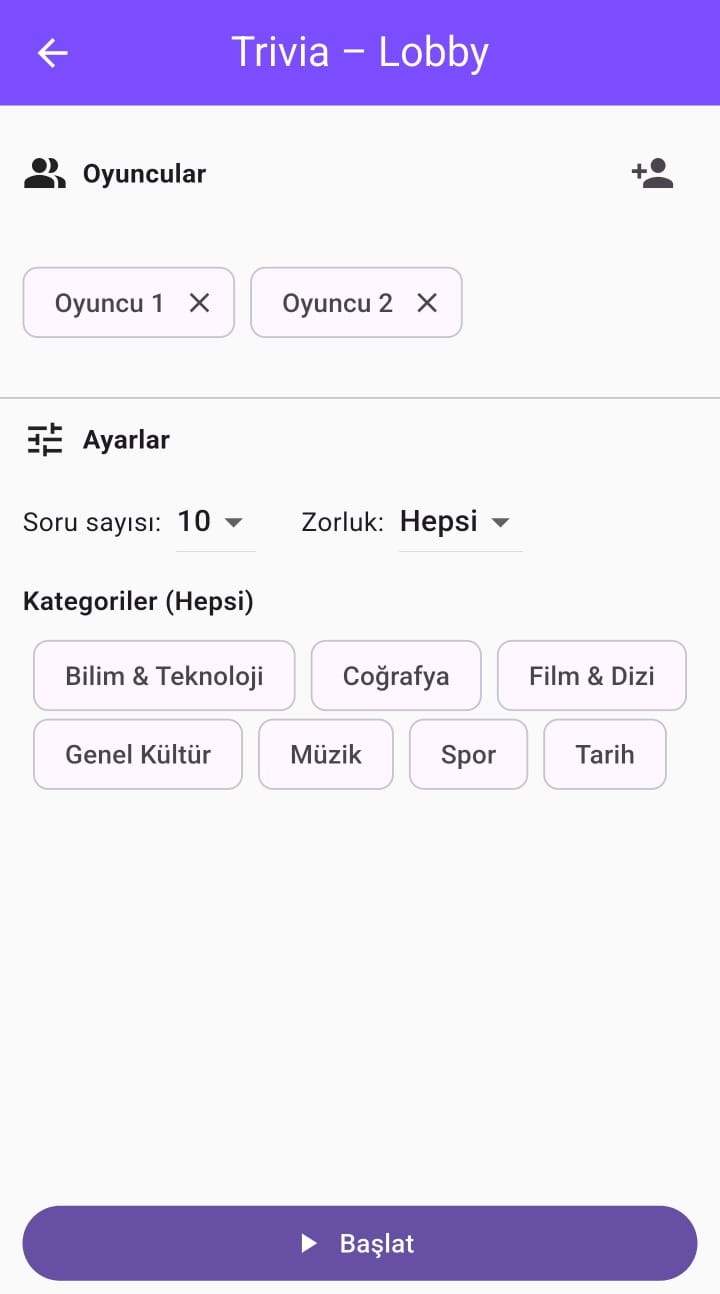 Trivia – Lobby
Oyuncular
Oyuncu 1 Oyuncu 2
Ayarlar
Soru sayısı: 10 Zorluk: Hepsi
Kategoriler (Hepsi)
Bilim & Teknoloji Coğrafya Film & Dizi
Genel Kültür Müzik Spor Tarih
Başlat